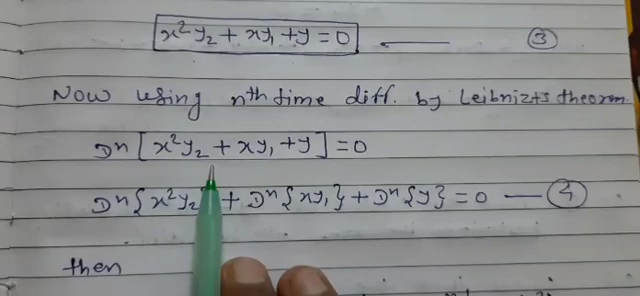 x²y₂ + xy₁ + y = 0 —— ③
Now using nth time diff. by Leibnizts theorem
Dⁿ [x²y₂ + xy₁ + y] = 0
Dⁿ{x²y₂ + Dⁿ{xy₁} + Dⁿ{y} = 0 — ④
then